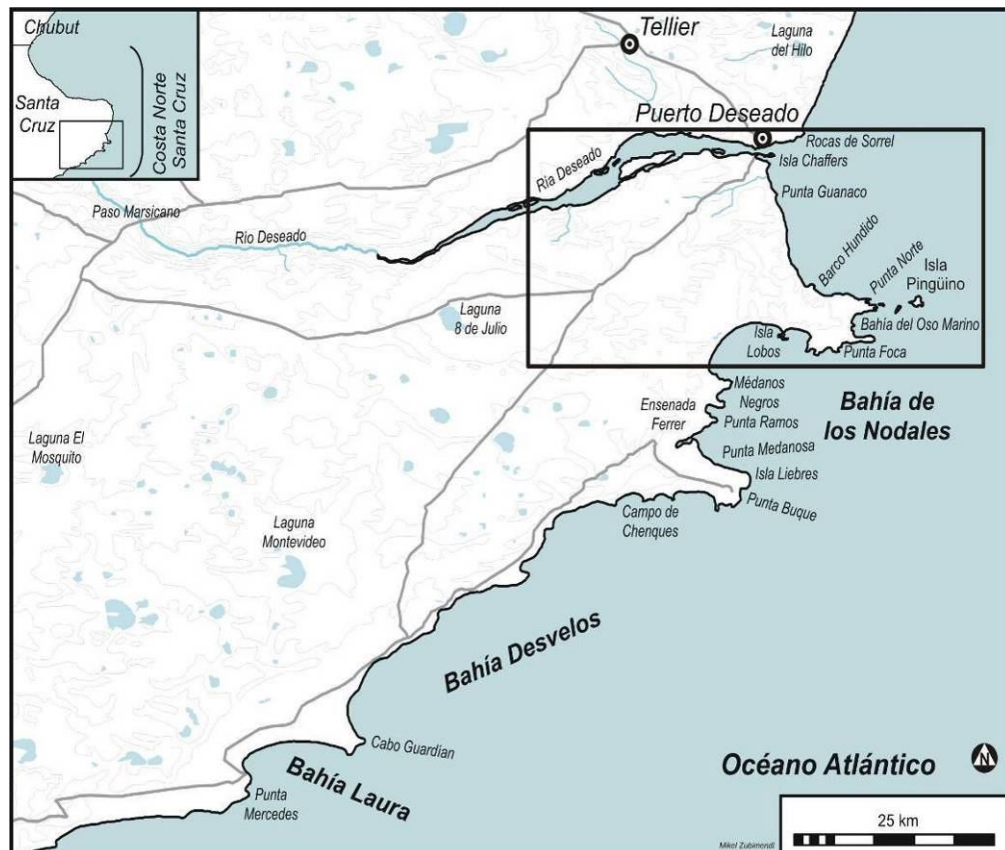 Chubut
Santa
Cruz
Costa Norte
Santa Cruz
Tellier
Laguna
del Hilo
Puerto Deseado
Rocas de Sorrel
Isla Chaffers
Ría Deseado
Punta Guanaco
Paso Marsicano
Rio Deseado
Barco Hundido
Punta Norte
Isla
Pingüino
Laguna
8 de Julio
Bahía del Oso Marino
Isla
Lobos
Punta Foca
Médanos
Negros
Bahía de
los Nodales
Ensenada
Ferrer
Punta Ramos
Laguna El
Mosquito
Punta Medanosa
Isla Liebres
Punta Buque
Campo de
Chenques
Laguna
Montevideo
Bahía Desvelos
Cabo Guardían
Océano Atlántico
N
Bahía Laura
Punta
Mercedes
25 km
Mikel Zubimendi